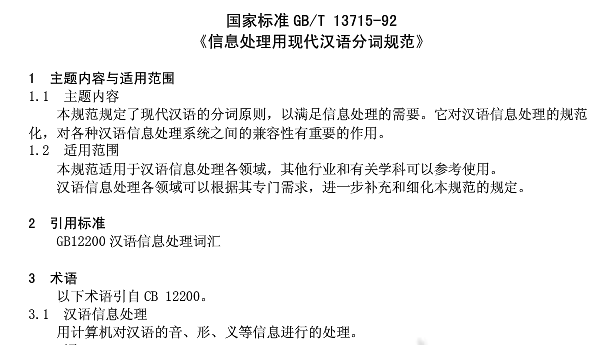 国家标准 GB/T 13715-92
《信息处理用现代汉语分词规范》
1 主题内容与适用范围
1.1 主题内容
本规范规定了现代汉语的分词原则，以满足信息处理的需要。它对汉语信息处理的规范
化，对各种汉语信息处理系统之间的兼容性有重要的作用。
1.2 适用范围
本规范适用于汉语信息处理各领域，其他行业和有关学科可以参考使用。
汉语信息处理各领域可以根据其专门需求，进一步补充和细化本规范的规定。
2 引用标准
GB12200 汉语信息处理词汇
3 术语
以下术语引自 CB 12200。
3.1 汉语信息处理
用计算机对汉语的音、形、义等信息进行的处理。